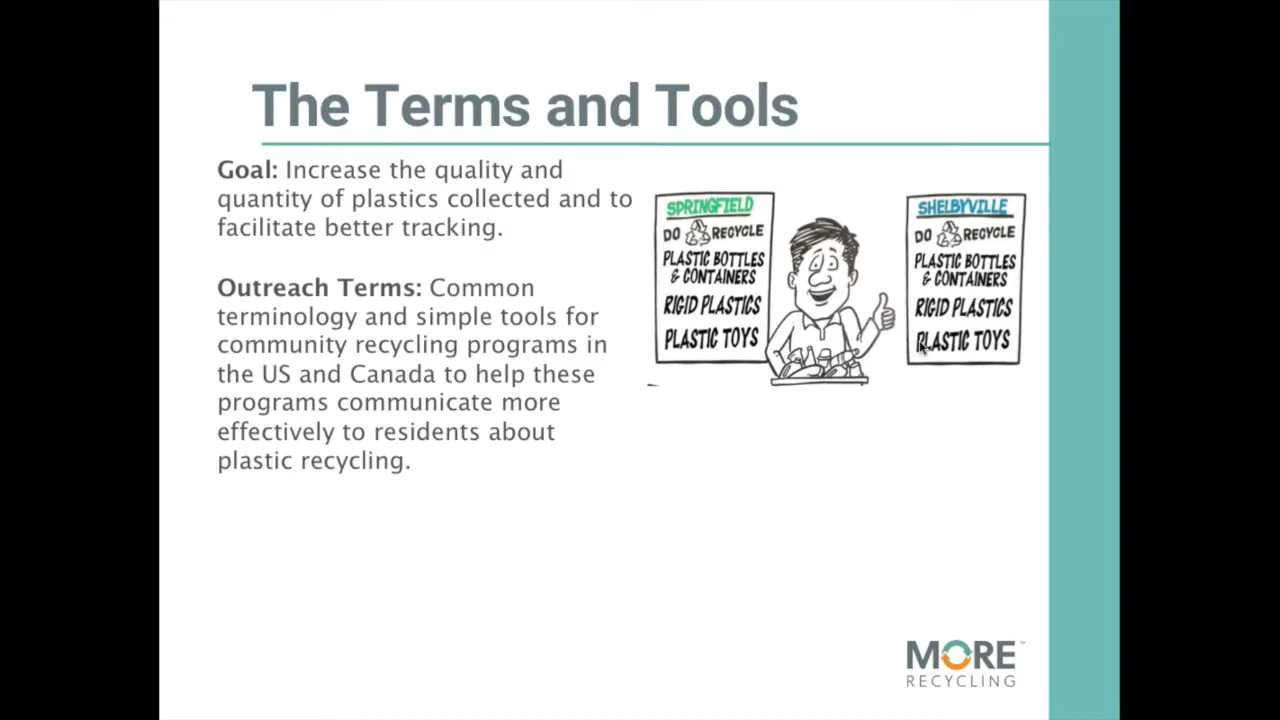 The Terms and Tools
Goal: Increase the quality and
quantity of plastics collected and to
facilitate better tracking.
Outreach Terms: Common
terminology and simple tools for
community recycling programs in
the US and Canada to help these
programs communicate more
effectively to residents about
plastic recycling.
SPRINGFIELD
DO RECYCLE
PLASTIC BOTTLES
& CONTAINERS
RIGID PLASTICS
PLASTIC TOYS
SHELBYVILLE
DO RECYCLE
PLASTIC BOTTLES
& CONTAINERS
RIGID PLASTICS
PLASTIC TOYS
MORE™
RECYCLING